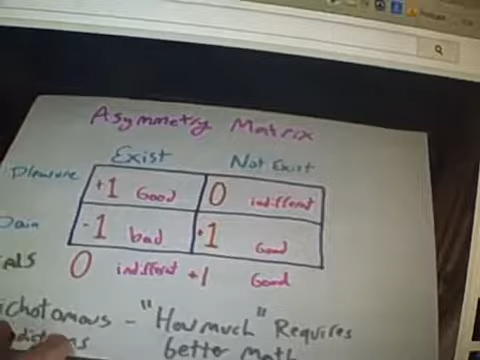 Asymmetry Matrix
Exist Not Exist
Pleasure +1 Good 0 indifferent
Pain -1 bad +1 Good
0 indifferent +1 Good
"How much" Requires
better Math